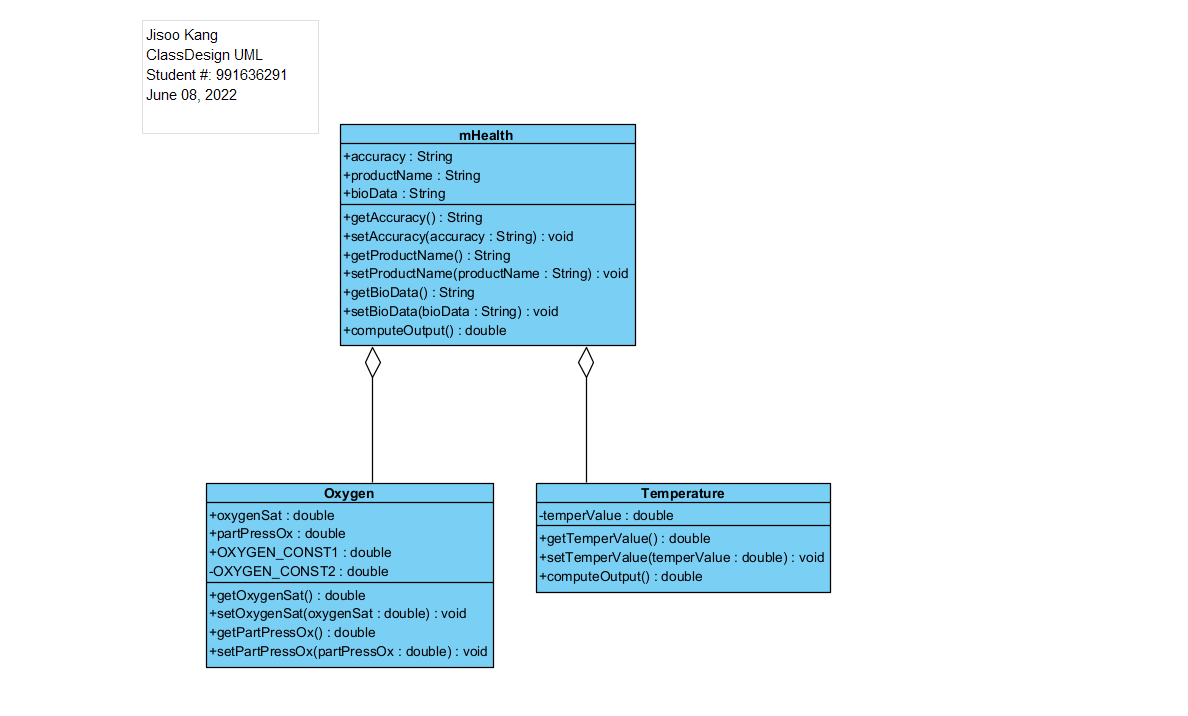 Jisoo Kang
ClassDesign UML
Student #: 991636291
June 08, 2022
mHealth
+accuracy : String
+productName : String
+bioData : String
+getAccuracy() : String
+setAccuracy(accuracy : String) : void
+getProductName() : String
+setProductName(productName : String) : void
+getBioData() : String
+setBioData(bioData : String) : void
+computeOutput() : double
Oxygen
+oxygenSat : double
+partPressOx : double
+OXYGEN_CONST1 : double
-OXYGEN_CONST2 : double
+getOxygenSat() : double
+setOxygenSat(oxygenSat : double) : void
+getPartPressOx() : double
+setPartPressOx(partPressOx : double) : void
Temperature
-temperValue : double
+getTemperValue() : double
+setTemperValue(temperValue : double) : void
+computeOutput() : double